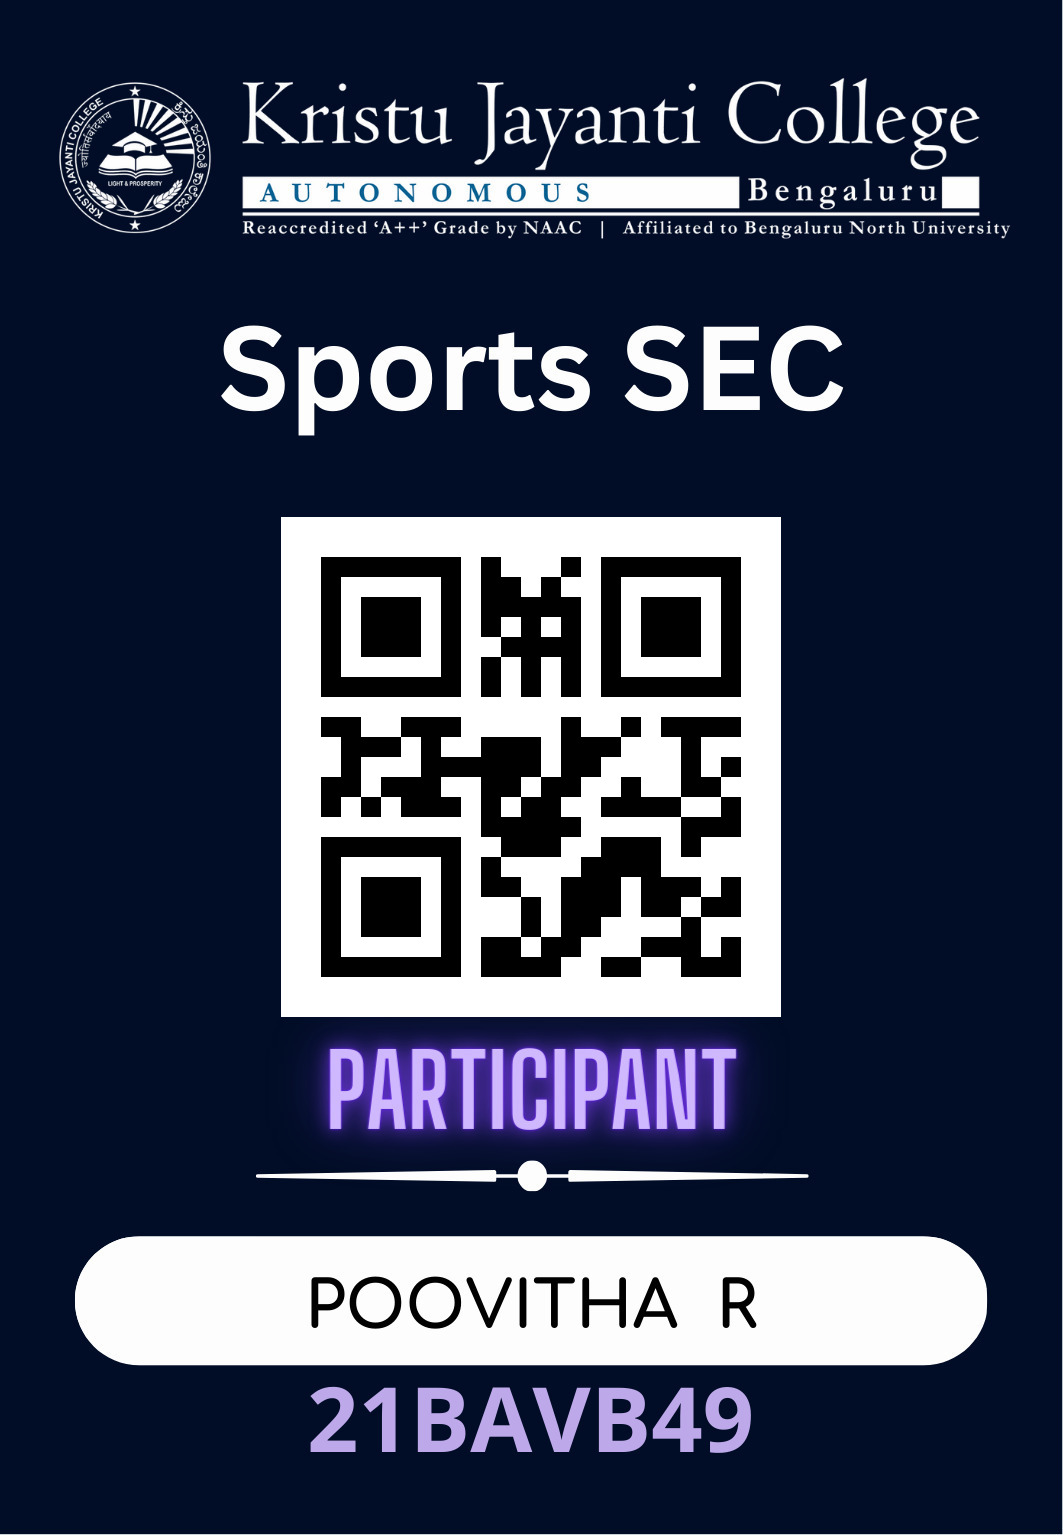 KRISTU JAYANTI COLLEGE
ಕ್ರಿಸ್ತು ಜಯಂತಿ ಕಾಲೇಜು
LIGHT & PROSPERITY
Kristu Jayanti College
AUTONOMOUS Bengaluru
Reaccredited ‘A++’ Grade by NAAC | Affiliated to Bengaluru North University
Sports SEC
PARTICIPANT
POOVITHA R
21BAVB49